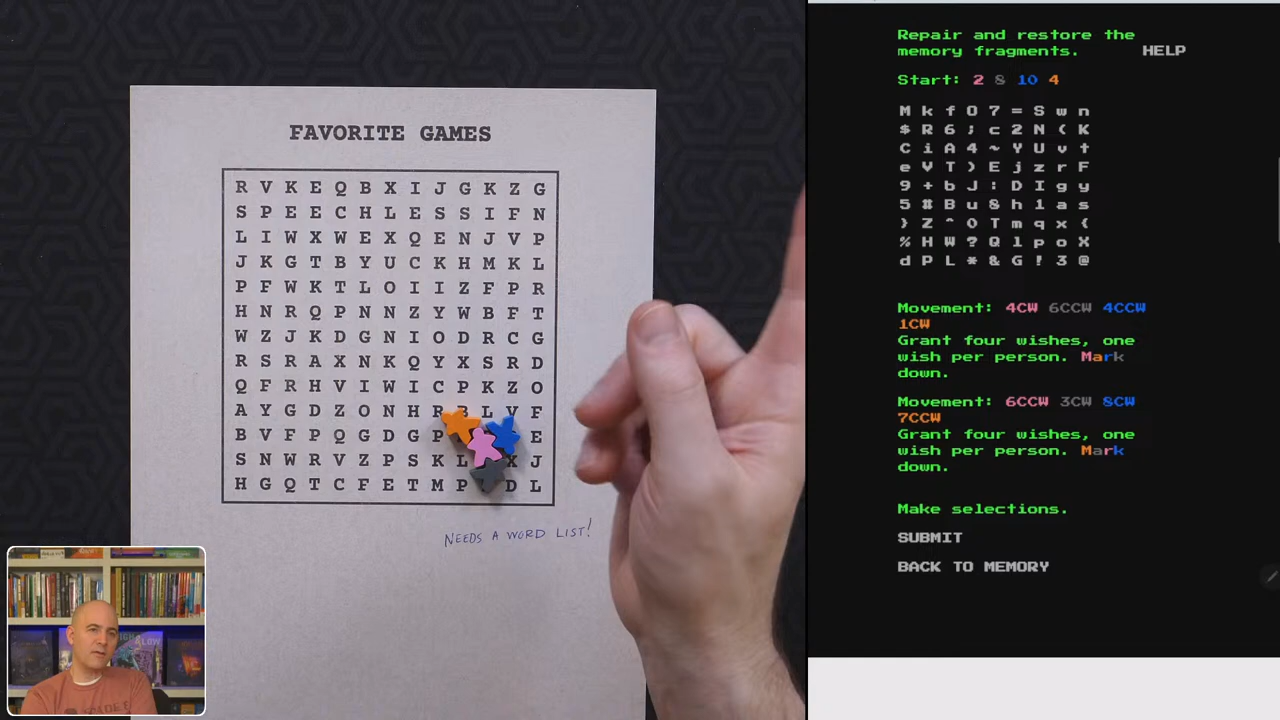 FAVORITE GAMES
R V K E Q B X I J G K Z G
S P E E C H L E S S I F N
L I W X W E X Q E N J V P
J K G T B Y U C K H M K L
P F W K T L O I I Z F P R
H N R Q P N N Z Y W B F T
W Z J K D G N I O D R C G
R S R A X N K Q Y X S R D
Q F R H V I W I C P K Z O
A Y G D Z O N H R B L V F
B V F P Q G D G P E
S N W R V Z P S K L X J
H G Q T C F E T M P D L
NEEDS A WORD LIST!
Repair and restore the
memory fragments. HELP
Start: 2 8 10 4
M k f O 7 = S w n
$ R 6 ; c 2 N ( K
C i A 4 ~ Y U v t
e V T ) E j z r F
9 + b J : D I g y
5 # B u 8 h 1 a s
} Z ^ 0 T m q x {
% H W ? Q l p o X
d P L * & G ! 3 @
Movement: 4CW 6CCW 4CCW
1CW
Grant four wishes, one
wish per person. Mark
down.
Movement: 6CCW 3CW 8CW
7CCW
Grant four wishes, one
wish per person. Mark
down.
Make selections.
SUBMIT
BACK TO MEMORY